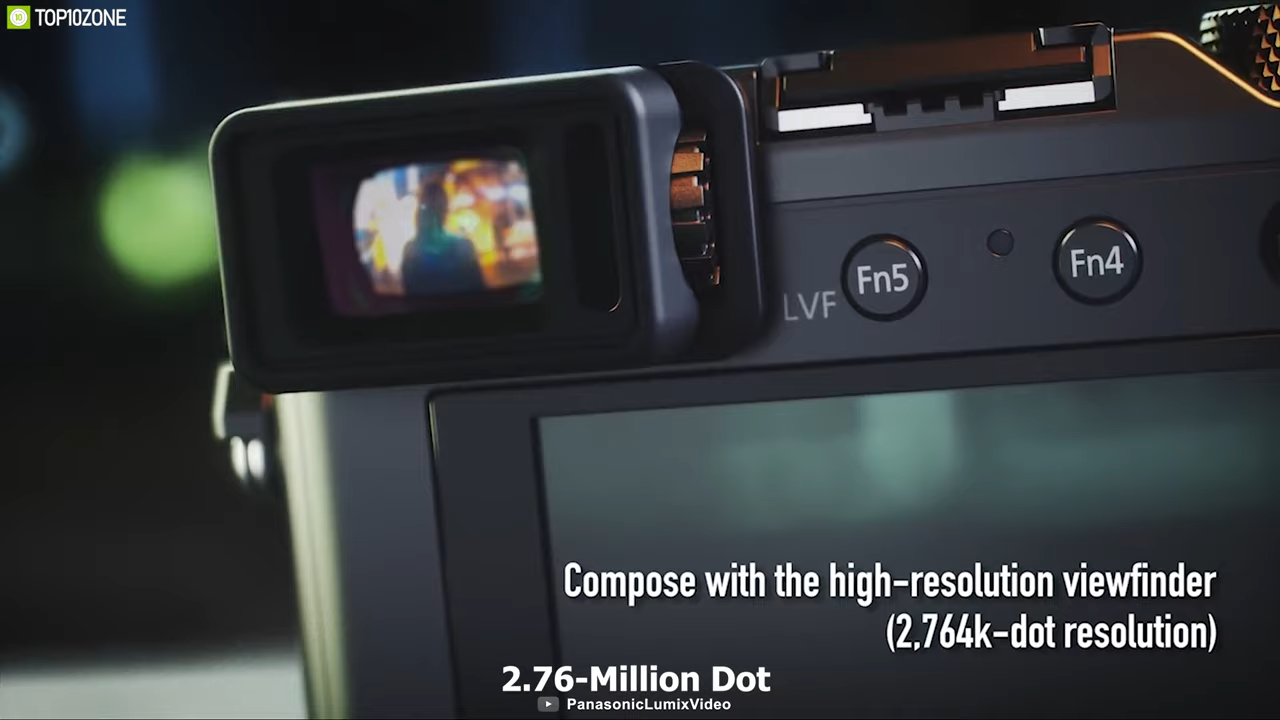 TOP10ZONE
LVF
Fn5
Fn4
Compose with the high-resolution viewfinder
(2,764k-dot resolution)
2.76-Million Dot
PanasonicLumixVideo